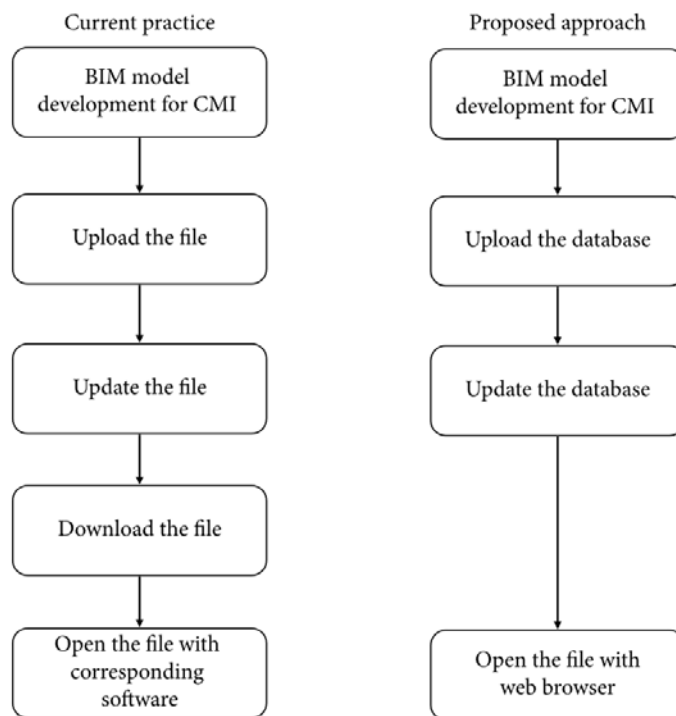 Current practice
BIM model
development for CMI
Upload the file
Update the file
Download the file
Open the file with
corresponding
software
Proposed approach
BIM model
development for CMI
Upload the database
Update the database
Open the file with
web browser